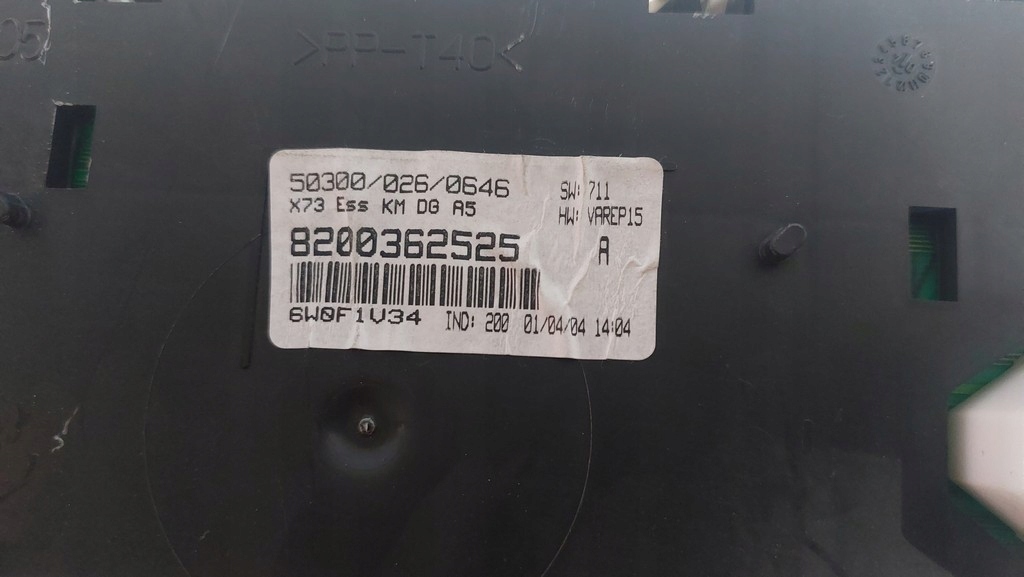 05
>PP-T40<
50300/026/0646
SW: 711
X73 Ess KM DG A5
HW: VAREP15
8200362525
A
6W0F1V34
IND: 200 01/04/04 14:04